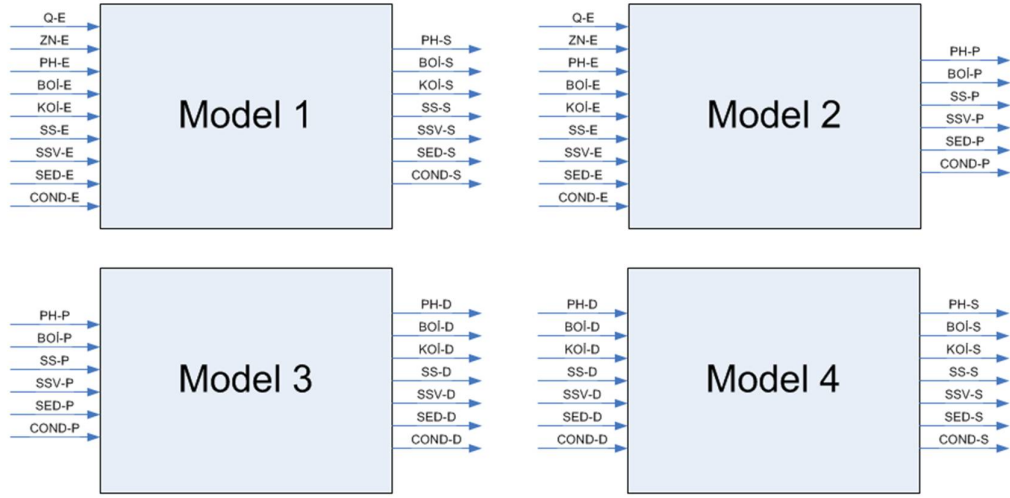 Q-E
ZN-E
PH-E
BOİ-E
KOİ-E
SS-E
SSV-E
SED-E
COND-E
Model 1
PH-S
BOİ-S
KOİ-S
SS-S
SSV-S
SED-S
COND-S
Q-E
ZN-E
PH-E
BOİ-E
KOİ-E
SS-E
SSV-E
SED-E
COND-E
Model 2
PH-P
BOİ-P
SS-P
SSV-P
SED-P
COND-P
PH-P
BOİ-P
SS-P
SSV-P
SED-P
COND-P
Model 3
PH-D
BOİ-D
KOİ-D
SS-D
SSV-D
SED-D
COND-D
PH-D
BOİ-D
KOİ-D
SS-D
SSV-D
SED-D
COND-D
Model 4
PH-S
BOİ-S
KOİ-S
SS-S
SSV-S
SED-S
COND-S